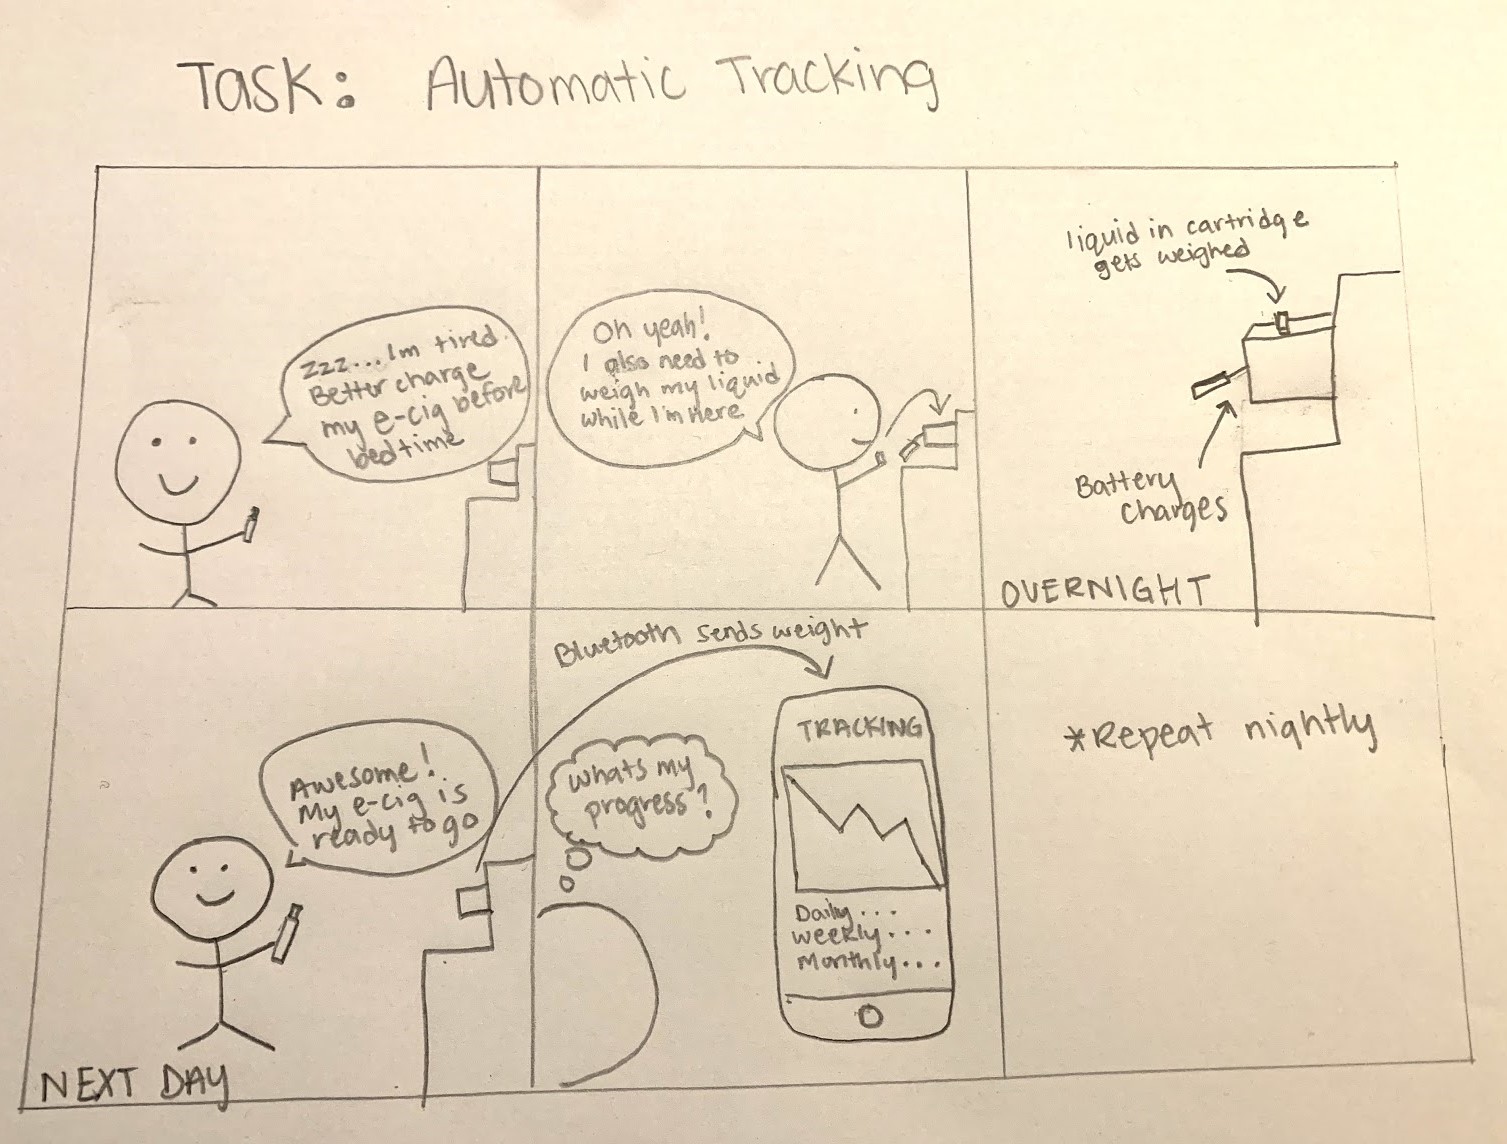 Task: Automatic Tracking
zzz... Im tired.
Better charge
my e-cig before
bedtime
Oh yeah!
I also need to
weigh my liquid
while I'm here
liquid in cartridge
gets weighed
Battery
charges
OVERNIGHT
Awesome!
My e-cig is
ready to go
NEXT DAY
Bluetooth sends weight
whats my
progress?
TRACKING
Daily...
weekly...
monthly...
*Repeat nightly